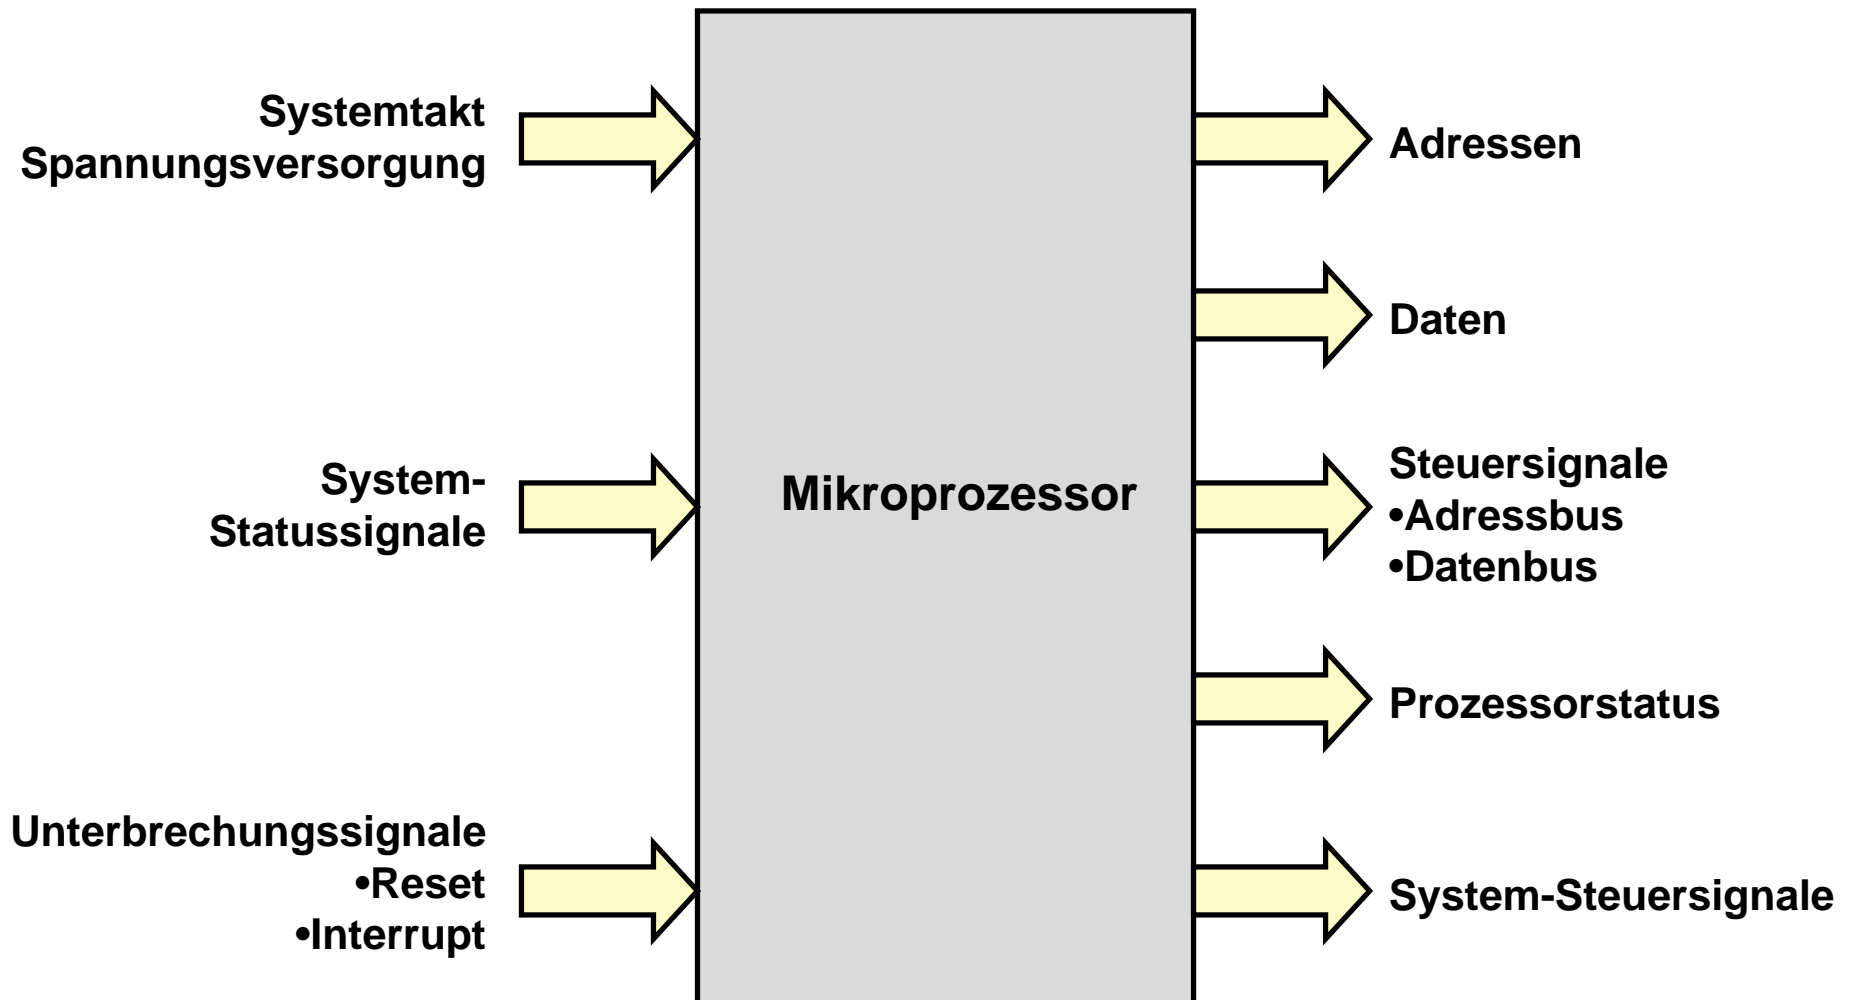 Systemtakt
Spannungsversorgung
System-
Statussignale
Unterbrechungssignale
•Reset
•Interrupt
Mikroprozessor
Adressen
Daten
Steuersignale
•Adressbus
•Datenbus
Prozessorstatus
System-Steuersignale